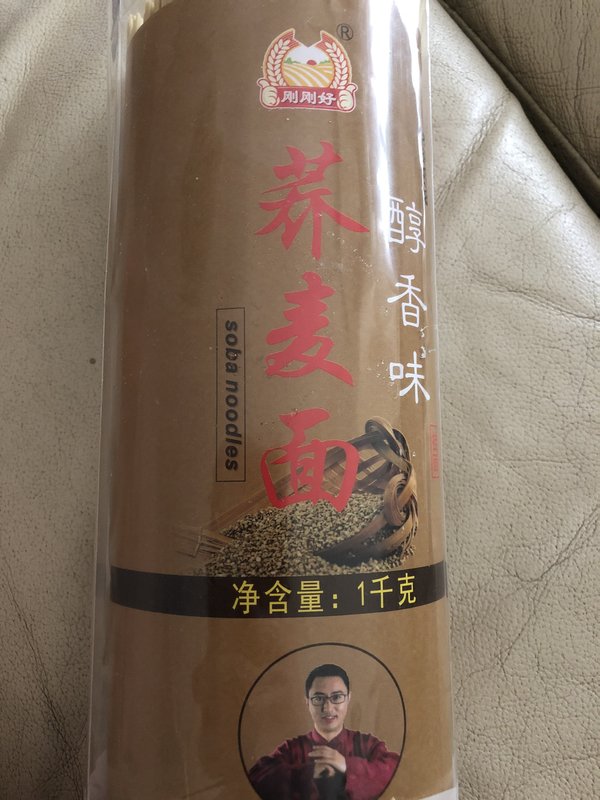 ®
刚刚好
荞麦面
醇香味
soba noodles
净含量：1千克